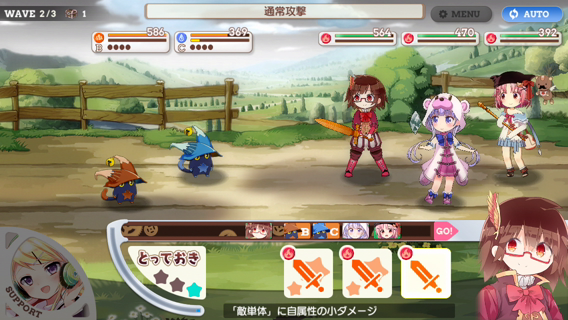 WAVE 2/3 1
通常攻撃
MENU
AUTO
586
B
369
C
564
470
392
B
C
GO!
とっておき
SUPPORT
「敵単体」に自属性の小ダメージ